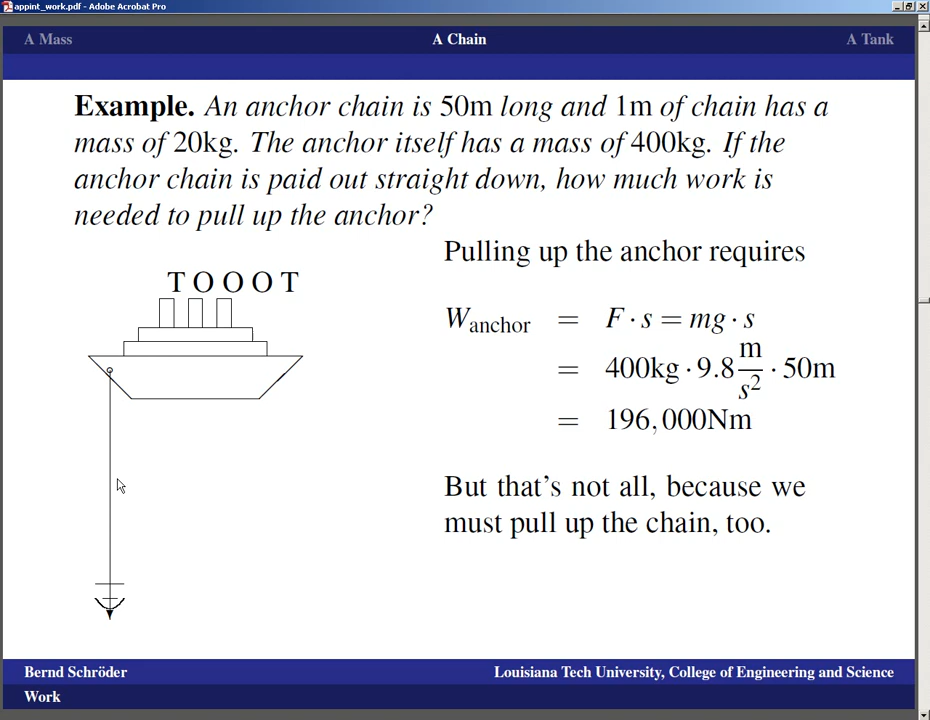 appint_work.pdf - Adobe Acrobat Pro
A Mass A Chain A Tank
Example. An anchor chain is 50m long and 1m of chain has a
mass of 20kg. The anchor itself has a mass of 400kg. If the
anchor chain is paid out straight down, how much work is
needed to pull up the anchor?
Pulling up the anchor requires
T O O O T
W_anchor = F · s = mg · s
= 400kg · 9.8 m/s² · 50m
= 196,000Nm
But that's not all, because we
must pull up the chain, too.
Bernd Schröder Louisiana Tech University, College of Engineering and Science
Work